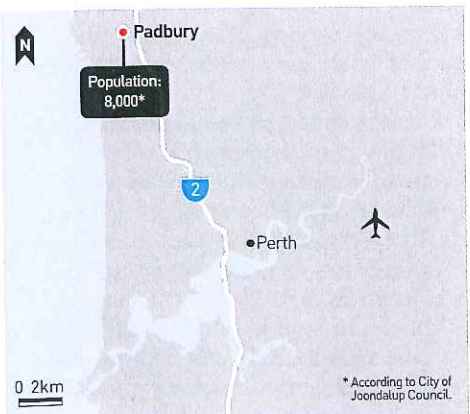 N
Padbury
Population:
8,000*
2
Perth
0 2km
* According to City of
Joondalup Council.